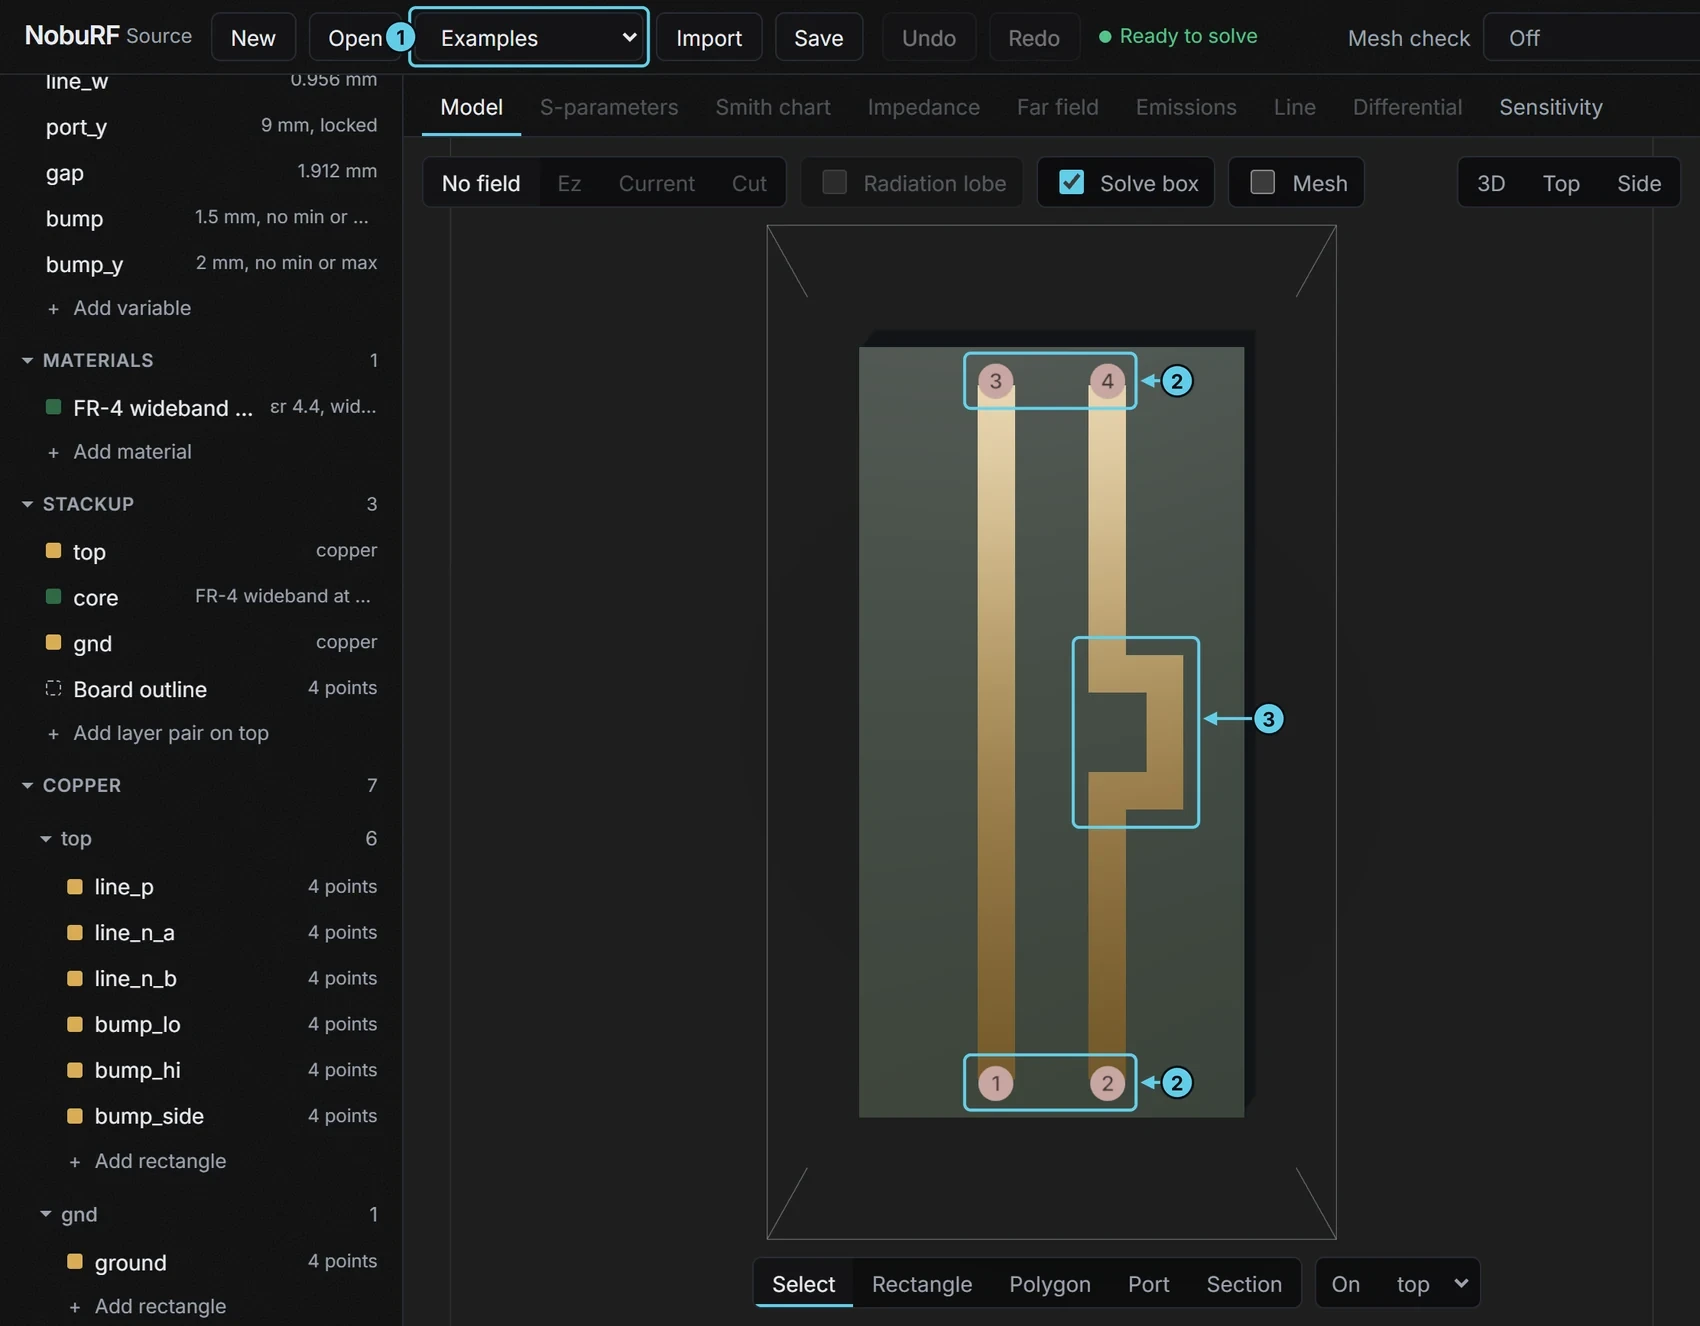 NobuRF Source New Open 1 Examples Import Save Undo Redo Ready to solve Mesh check Off
line_w 0.956 mm
port_y 9 mm, locked
gap 1.912 mm
bump 1.5 mm, no min or ...
bump_y 2 mm, no min or max
+ Add variable
MATERIALS 1
FR-4 wideband ... εr 4.4, wid...
+ Add material
STACKUP 3
top copper
core FR-4 wideband at ...
gnd copper
Board outline 4 points
+ Add layer pair on top
COPPER 7
top 6
line_p 4 points
line_n_a 4 points
line_n_b 4 points
bump_lo 4 points
bump_hi 4 points
bump_side 4 points
+ Add rectangle
gnd 1
ground 4 points
+ Add rectangle
Model S-parameters Smith chart Impedance Far field Emissions Line Differential Sensitivity
No field Ez Current Cut Radiation lobe Solve box Mesh 3D Top Side
3 4 2
3
1 2 2
Select Rectangle Polygon Port Section On top